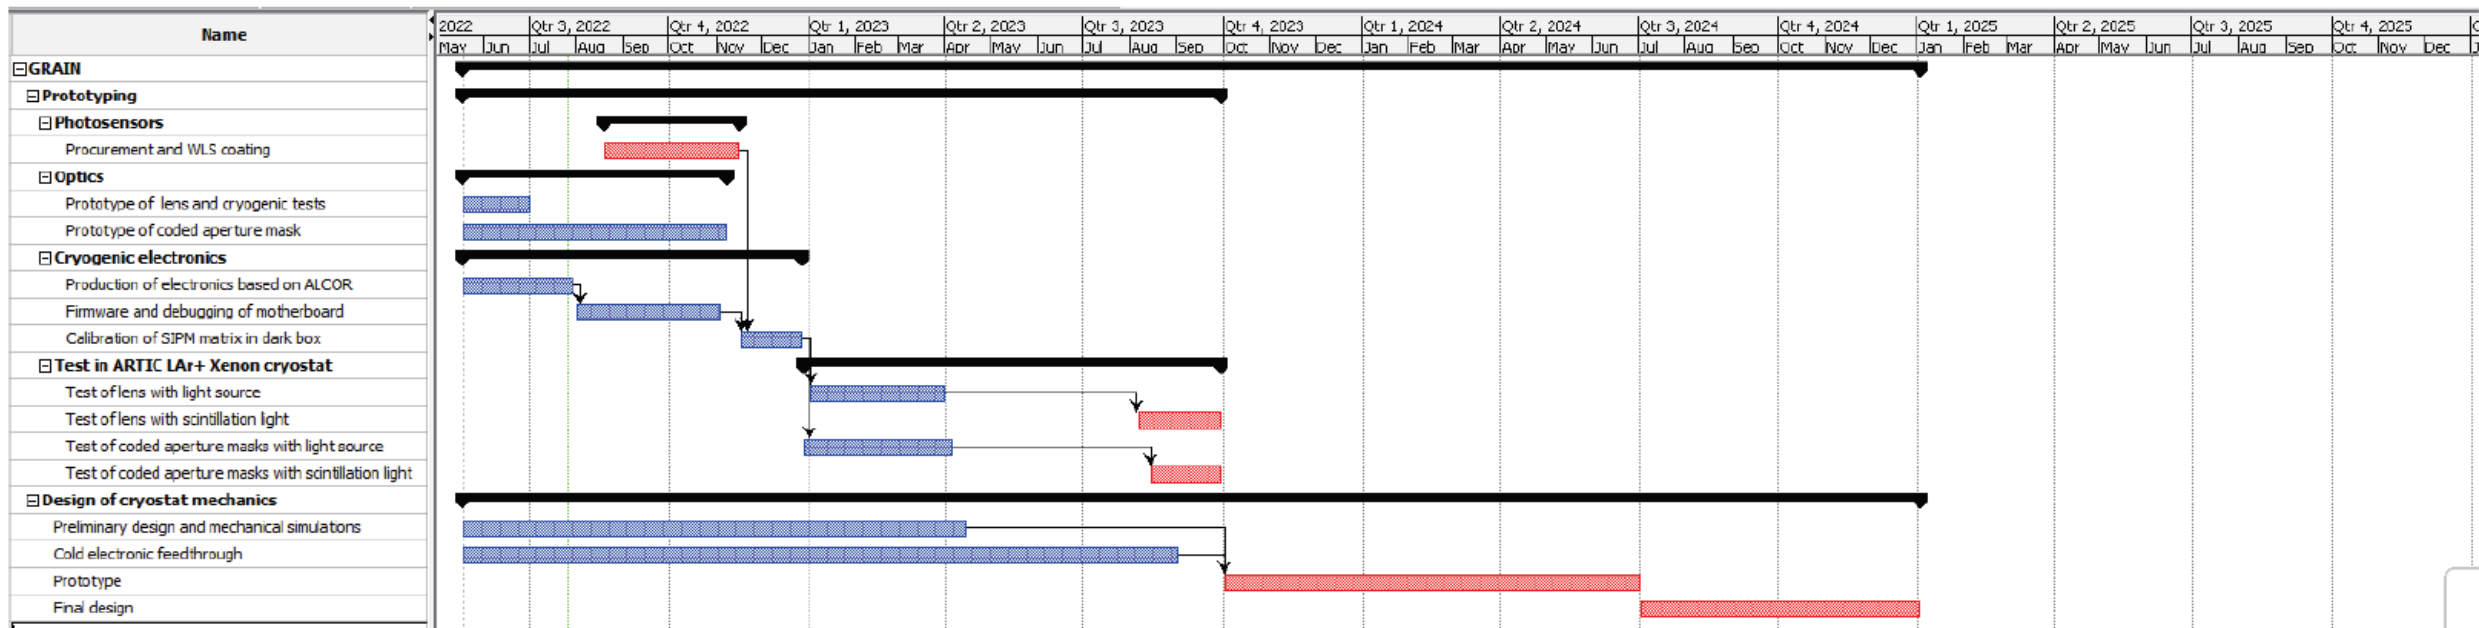 Name
2022 Qtr 3, 2022 Qtr 4, 2022 Qtr 1, 2023 Qtr 2, 2023 Qtr 3, 2023 Qtr 4, 2023 Qtr 1, 2024 Qtr 2, 2024 Qtr 3, 2024 Qtr 4, 2024 Qtr 1, 2025 Qtr 2, 2025 Qtr 3, 2025 Qtr 4, 2025
May Jun Jul Aug Sep Oct Nov Dec Jan Feb Mar Apr May Jun Jul Aug Sep Oct Nov Dec Jan Feb Mar Apr May Jun Jul Aug Sep Oct Nov Dec Jan Feb Mar Apr May Jun Jul Aug Sep Oct Nov Dec
GRAIN
Prototyping
Photosensors
Procurement and WLS coating
Optics
Prototype of lens and cryogenic tests
Prototype of coded aperture mask
Cryogenic electronics
Production of electronics based on ALCOR
Firmware and debugging of motherboard
Calibration of SIPM matrix in dark box
Test in ARTIC LAr+ Xenon cryostat
Test of lens with light source
Test of lens with scintillation light
Test of coded aperture masks with light source
Test of coded aperture masks with scintillation light
Design of cryostat mechanics
Preliminary design and mechanical simulations
Cold electronic feedthrough
Prototype
Final design